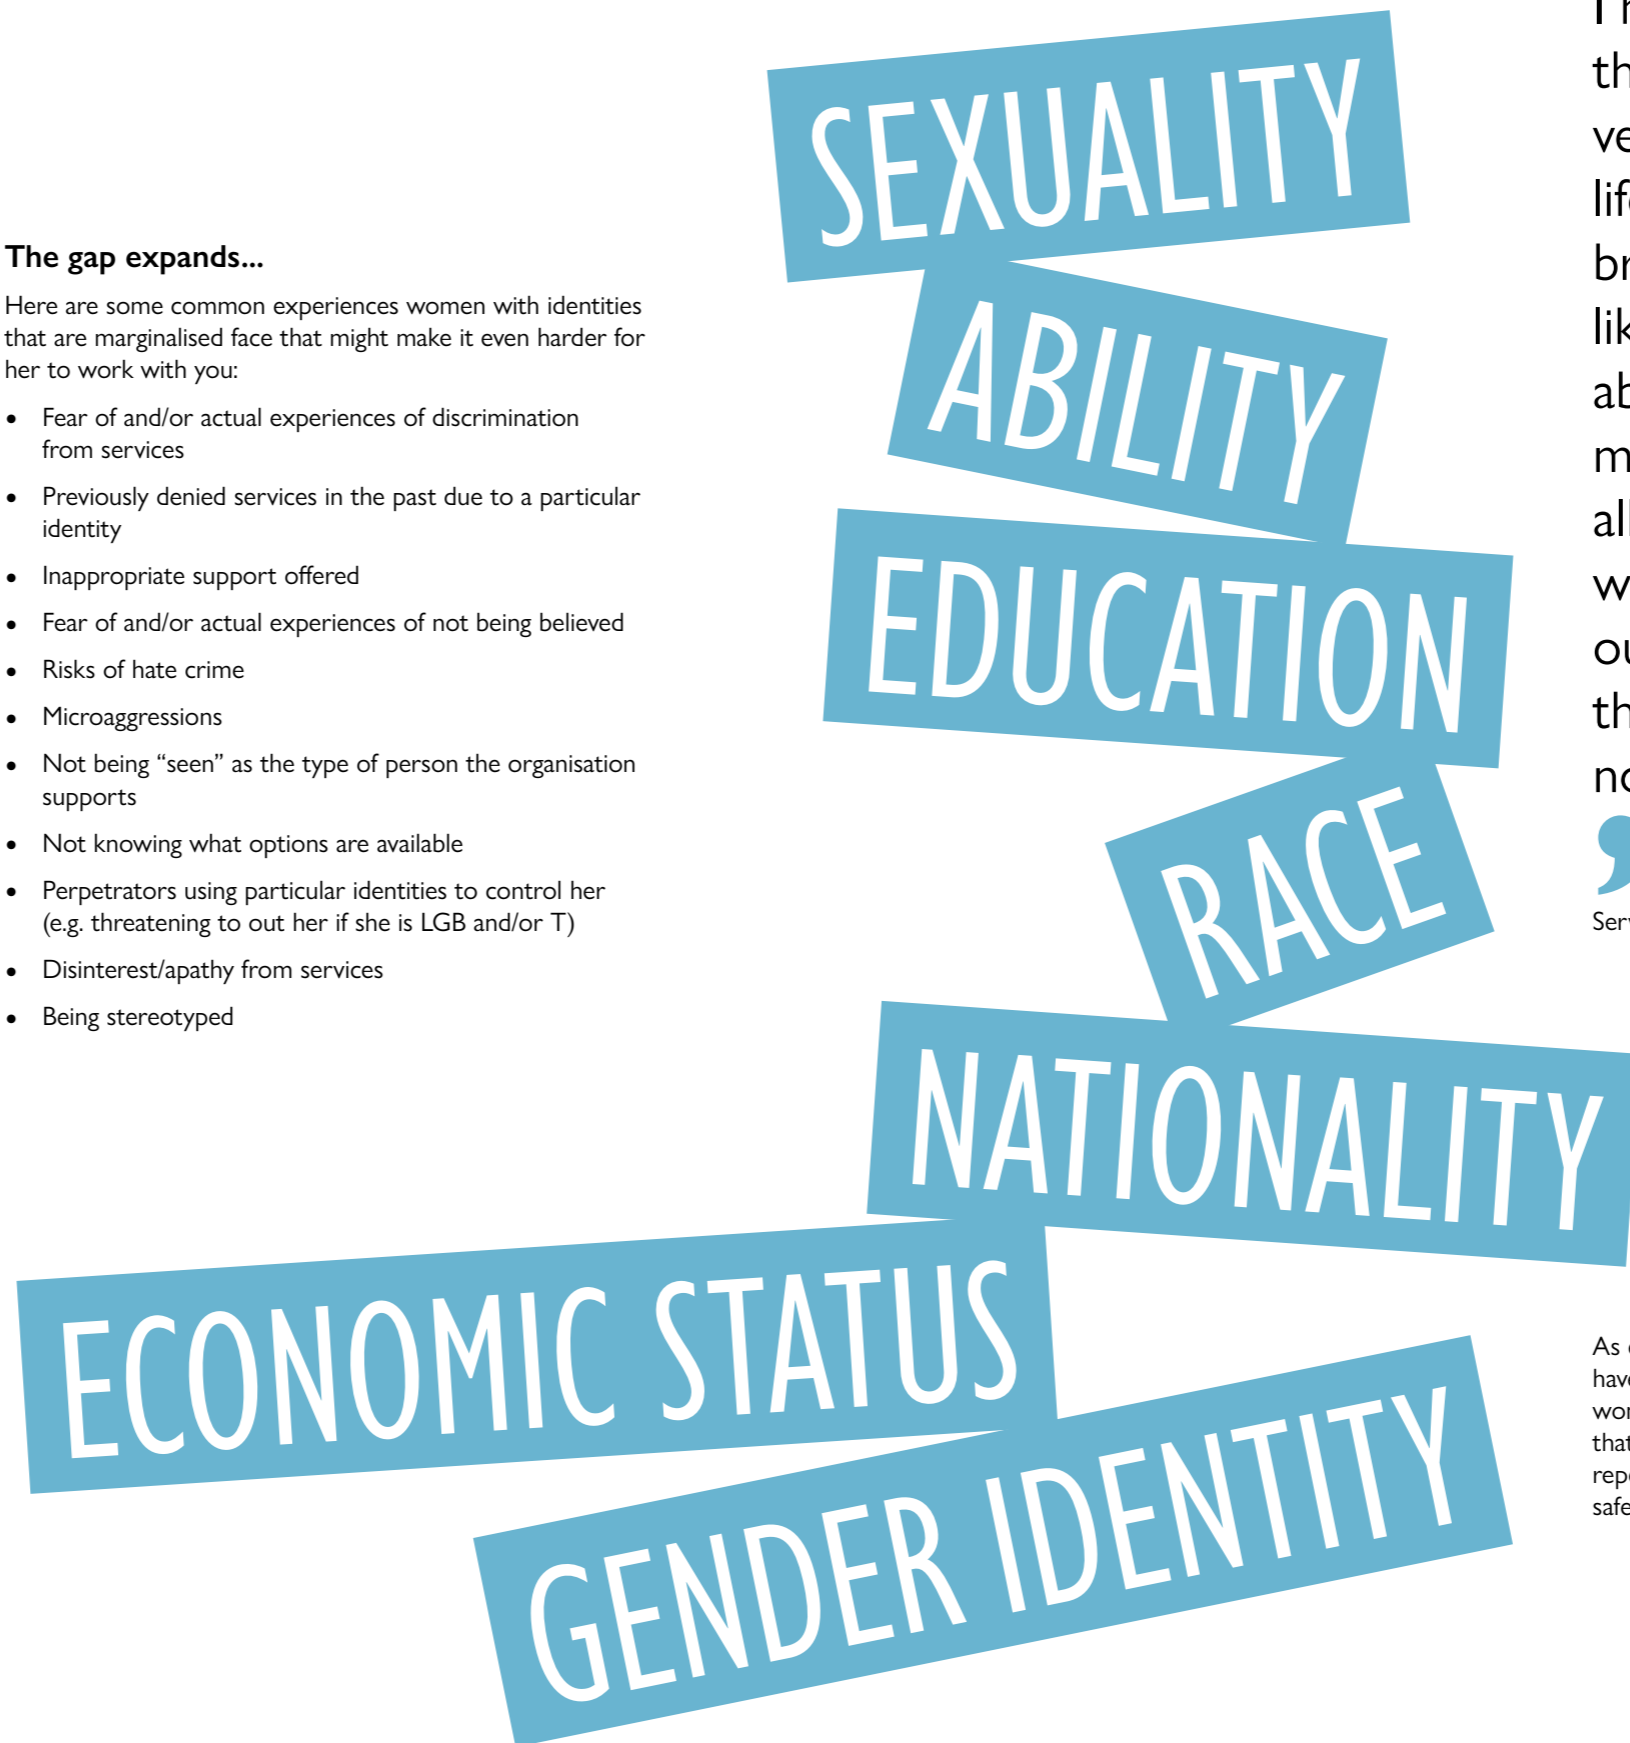 The gap expands...
Here are some common experiences women with identities
that are marginalised face that might make it even harder for
her to work with you:
• Fear of and/or actual experiences of discrimination
from services
• Previously denied services in the past due to a particular
identity
• Inappropriate support offered
• Fear of and/or actual experiences of not being believed
• Risks of hate crime
• Microaggressions
• Not being “seen” as the type of person the organisation
supports
• Not knowing what options are available
• Perpetrators using particular identities to control her
(e.g. threatening to out her if she is LGB and/or T)
• Disinterest/apathy from services
• Being stereotyped
SEXUALITY
ABILITY
EDUCATION
RACE
NATIONALITY
ECONOMIC STATUS
GENDER IDENTITY
As